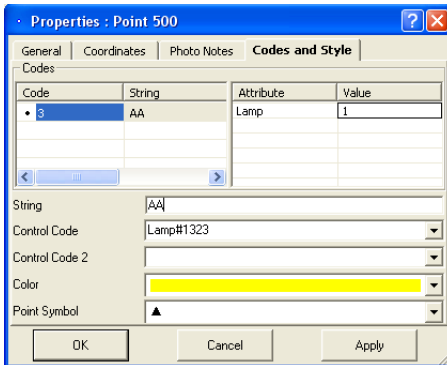 Properties : Point 500
General Coordinates Photo Notes Codes and Style
Codes
Code String Attribute Value
3 AA Lamp 1
String AA
Control Code Lamp#1323
Control Code 2
Color
Point Symbol
OK Cancel Apply